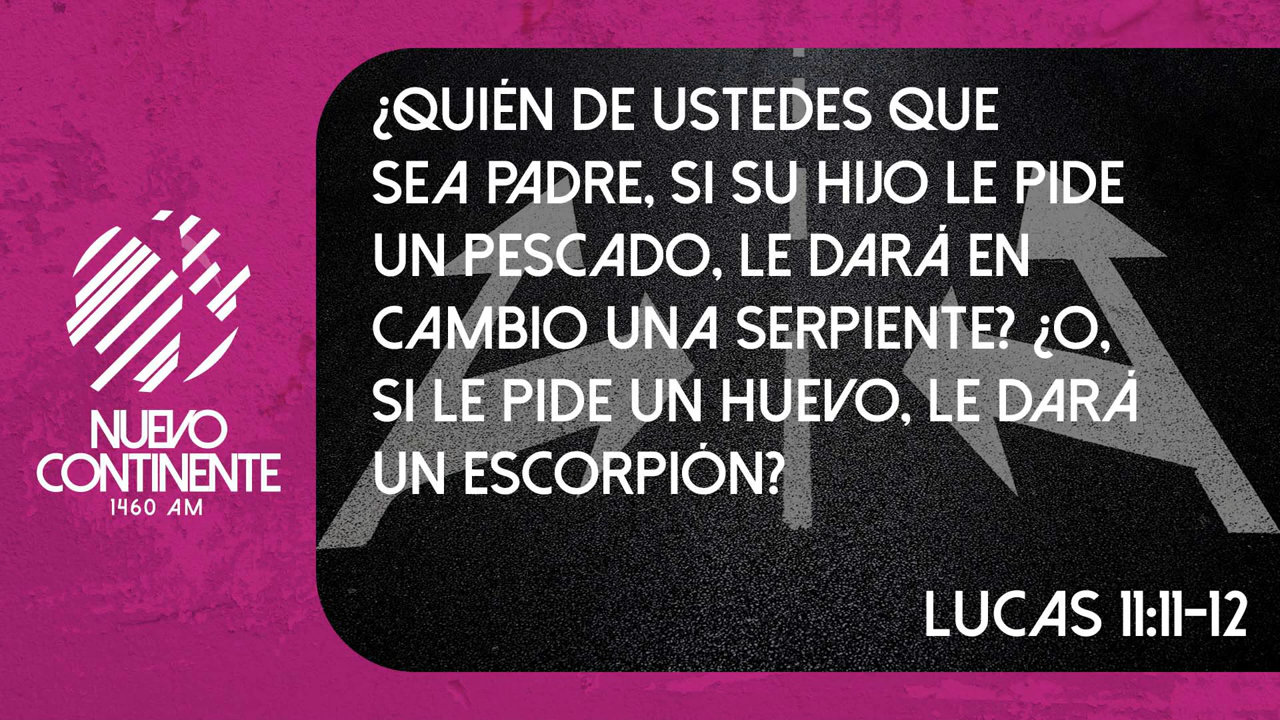 ¿QUIÉN DE USTEDES QUE
SEA PADRE, SI SU HIJO LE PIDE
UN PESCADO, LE DARÁ EN
CAMBIO UNA SERPIENTE? ¿O,
SI LE PIDE UN HUEVO, LE DARÁ
UN ESCORPIÓN?
LUCAS 11:11-12
NUEVO
CONTINENTE
1460 AM